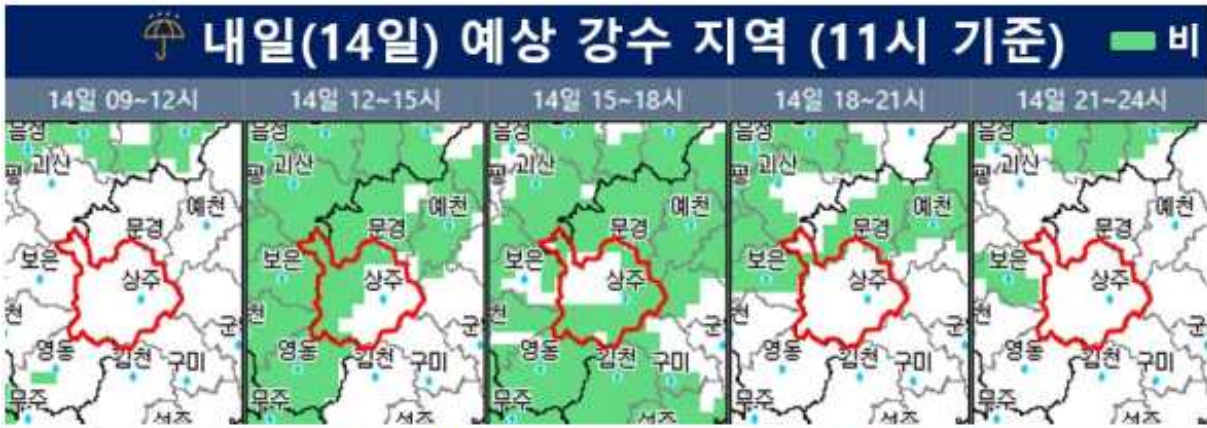 내일(14일) 예상 강수 지역 (11시 기준) 비
14일 09~12시 14일 12~15시 14일 15~18시 14일 18~21시 14일 21~24시
음성 음성 음성 음성 음성
괴산 괴산 괴산 괴산 괴산
예천 예천 예천 예천 예천
문경 문경 문경 문경 문경
보은 보은 보은 보은 보은
상주 상주 상주 상주 상주
영동 김천 구미 영동 김천 구미 영동 김천 구미 영동 김천 구미 영동 김천 구미
무주 무주 무주 무주 무주